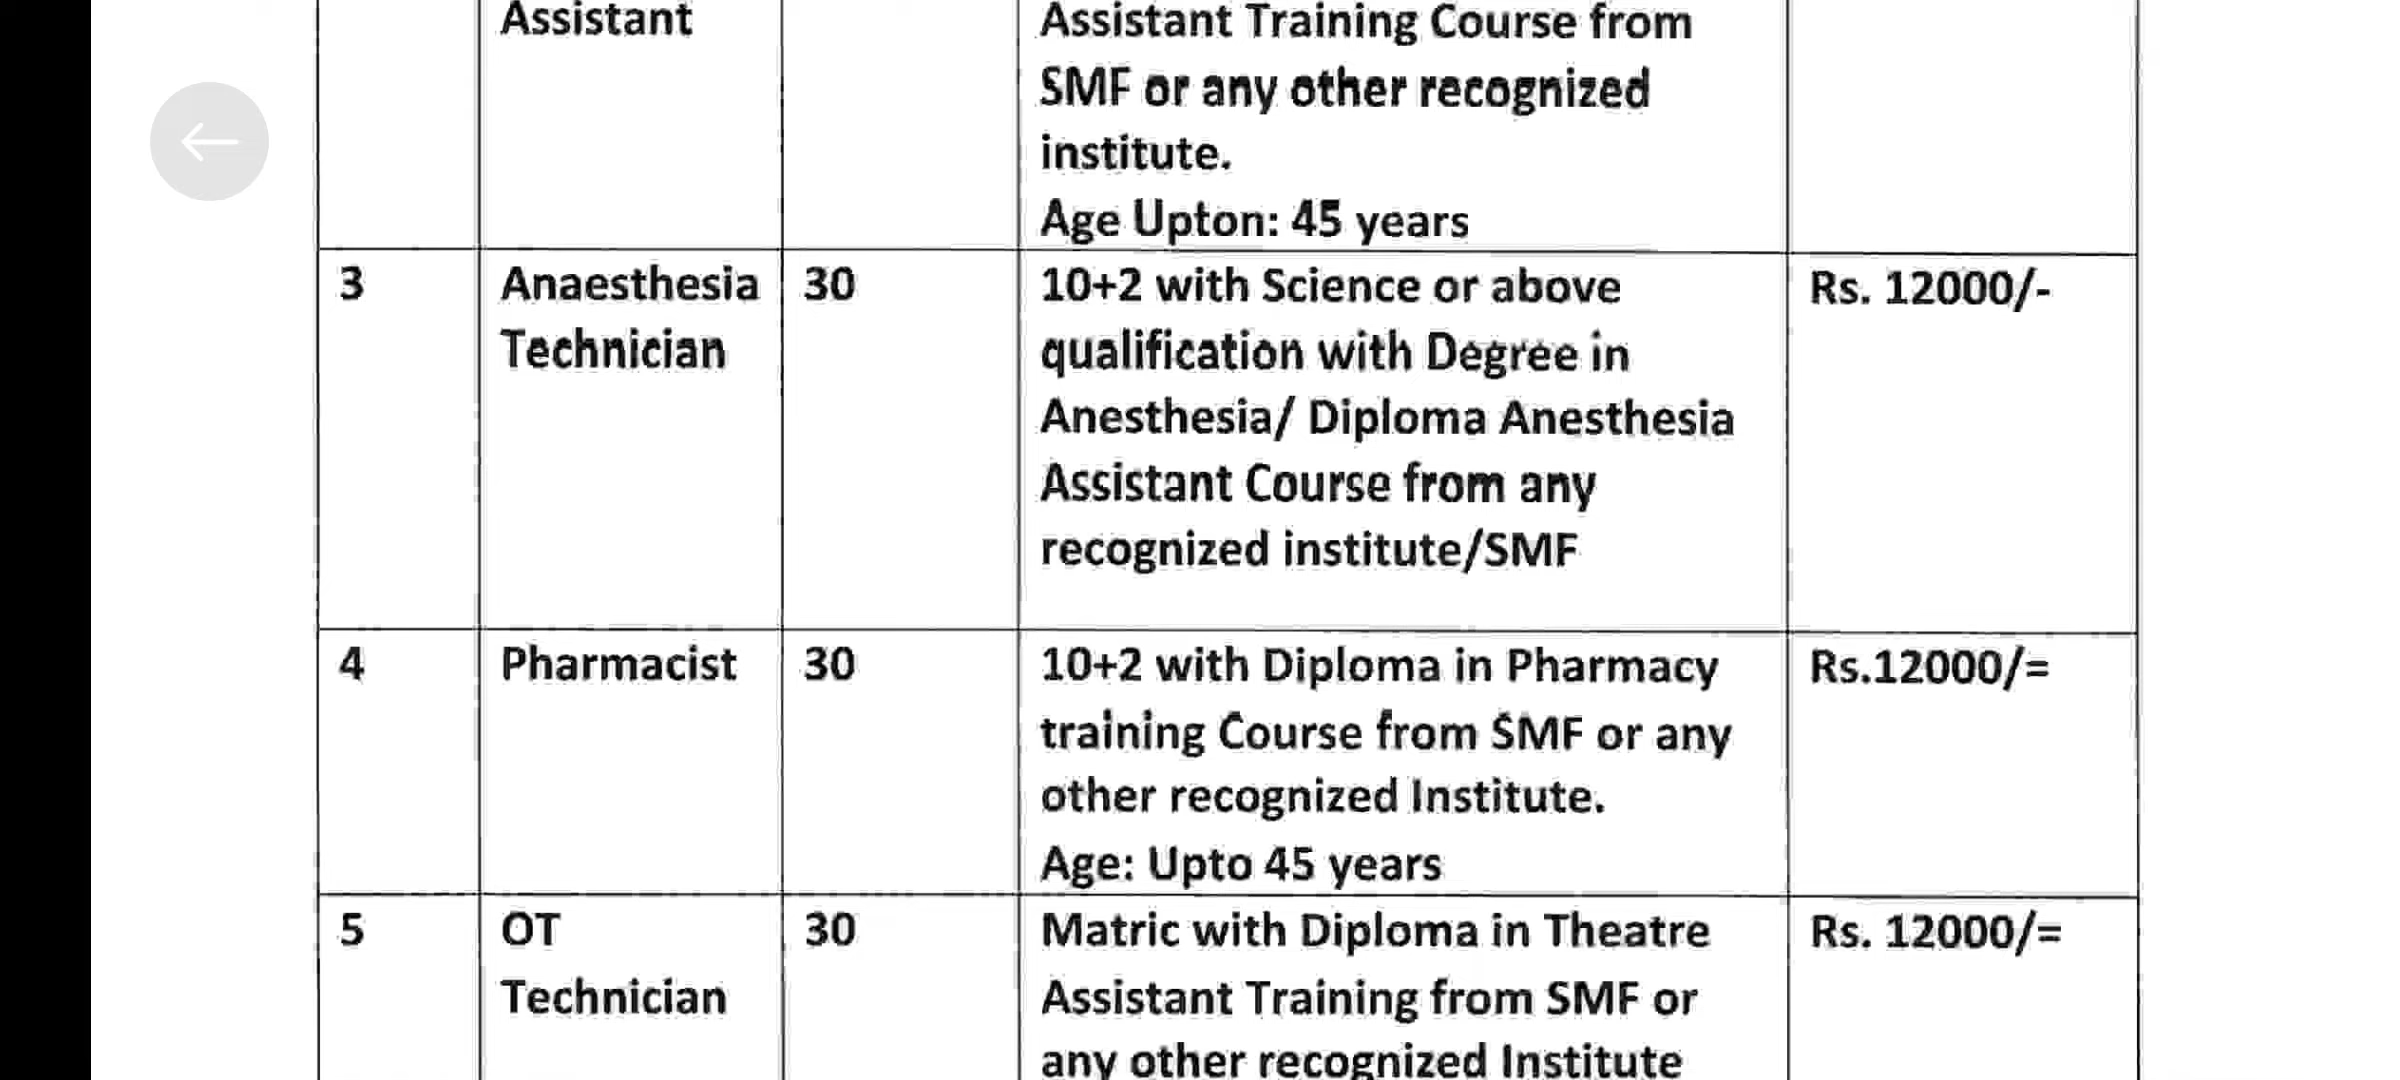 Assistant
Assistant Training Course from
SMF or any other recognized
institute.
Age Upton: 45 years
3
Anaesthesia
Technician
30
10+2 with Science or above
qualification with Degree in
Anesthesia/ Diploma Anesthesia
Assistant Course from any
recognized institute/SMF
Rs. 12000/-
4
Pharmacist
30
10+2 with Diploma in Pharmacy
training Course from SMF or any
other recognized Institute.
Age: Upto 45 years
Rs.12000/=
5
OT
Technician
30
Matric with Diploma in Theatre
Assistant Training from SMF or
any other recognized Institute
Rs. 12000/=